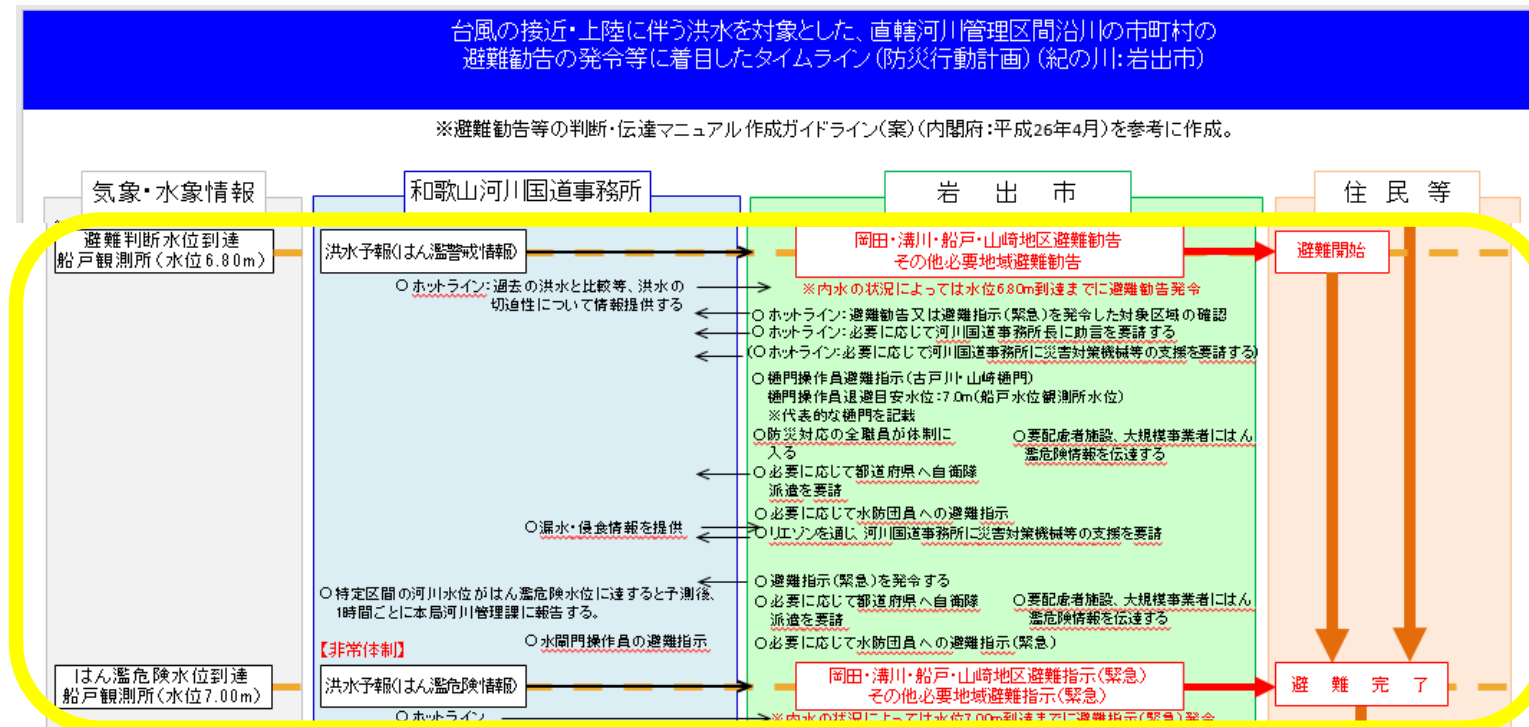 台風の接近・上陸に伴う洪水を対象とした、直轄河川管理区間沿川の市町村の
避難勧告の発令等に着目したタイムライン(防災行動計画)(紀の川:岩出市)
※避難勧告等の判断・伝達マニュアル作成ガイドライン(案)(内閣府:平成26年4月)を参考に作成。
気象・水象情報
和歌山河川国道事務所
岩出市
住民等
避難判断水位到達
船戸観測所(水位6.80m)
洪水予報(はん濫警戒情報)
岡田・溝川・船戸・山崎地区避難勧告
その他必要地域避難勧告
避難開始
○ホットライン:過去の洪水と比較等、洪水の
切迫性について情報提供する
※内水の状況によっては水位6.80m到達までに避難勧告発令
○ホットライン:避難勧告又は避難指示(緊急)を発令した対象区域の確認
○ホットライン:必要に応じて河川国道事務所長に助言を要請する
(○ホットライン:必要に応じて河川国道事務所に災害対策機械等の支援を要請する)
○樋門操作員避難指示(古戸川・山崎樋門)
樋門操作員退避目安水位:7.0m(船戸水位観測所水位)
※代表的な樋門を記載
○防災対応の全職員が体制に
入る
○要配慮者施設、大規模事業者にはん
濫危険情報を伝達する
○必要に応じて都道府県へ自衛隊
派遣を要請
○必要に応じて水防団員への避難指示
○漏水・侵食情報を提供
○リエゾンを通じ、河川国道事務所に災害対策機械等の支援を要請
○避難指示(緊急)を発令する
○特定区間の河川水位がはん濫危険水位に達すると予測後、
1時間ごとに本局河川管理課に報告する。
○必要に応じて都道府県へ自衛隊
派遣を要請
○要配慮者施設、大規模事業者にはん
濫危険情報を伝達する
【非常体制】
○水閘門操作員の避難指示
○必要に応じて水防団員への避難指示(緊急)
はん濫危険水位到達
船戸観測所(水位7.00m)
洪水予報(はん濫危険情報)
岡田・溝川・船戸・山崎地区避難指示(緊急)
その他必要地域避難指示(緊急)
避難完了
○ホットライン
※内水の状況によっては水位7.00m到達までに避難指示(緊急)発令